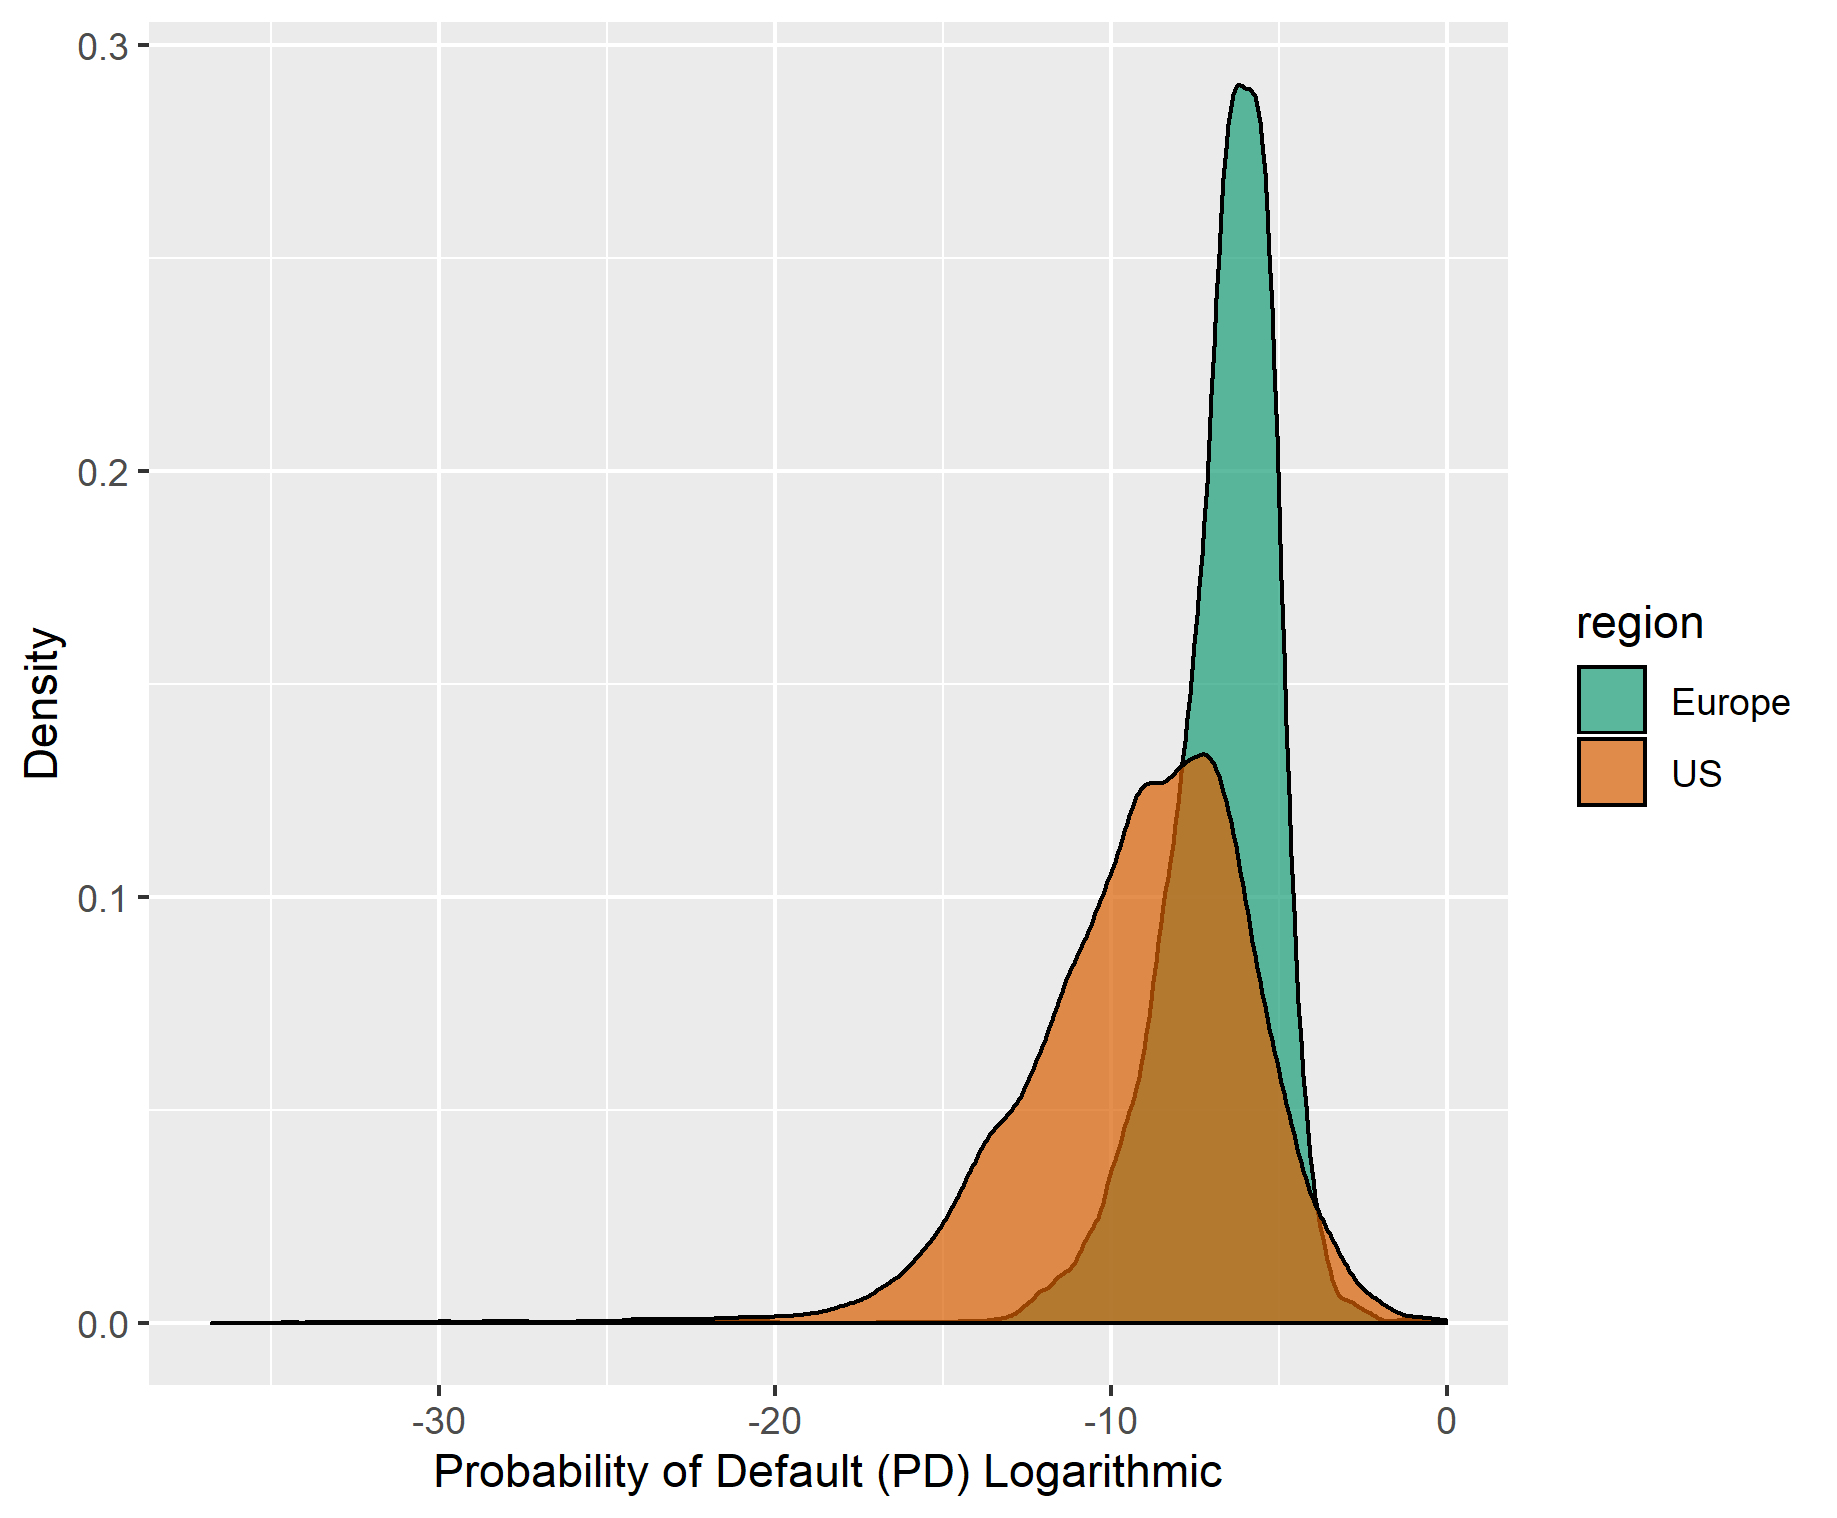 0.3
0.2
0.1
0.0
Density
-30
-20
-10
0
Probability of Default (PD) Logarithmic
region
Europe
US